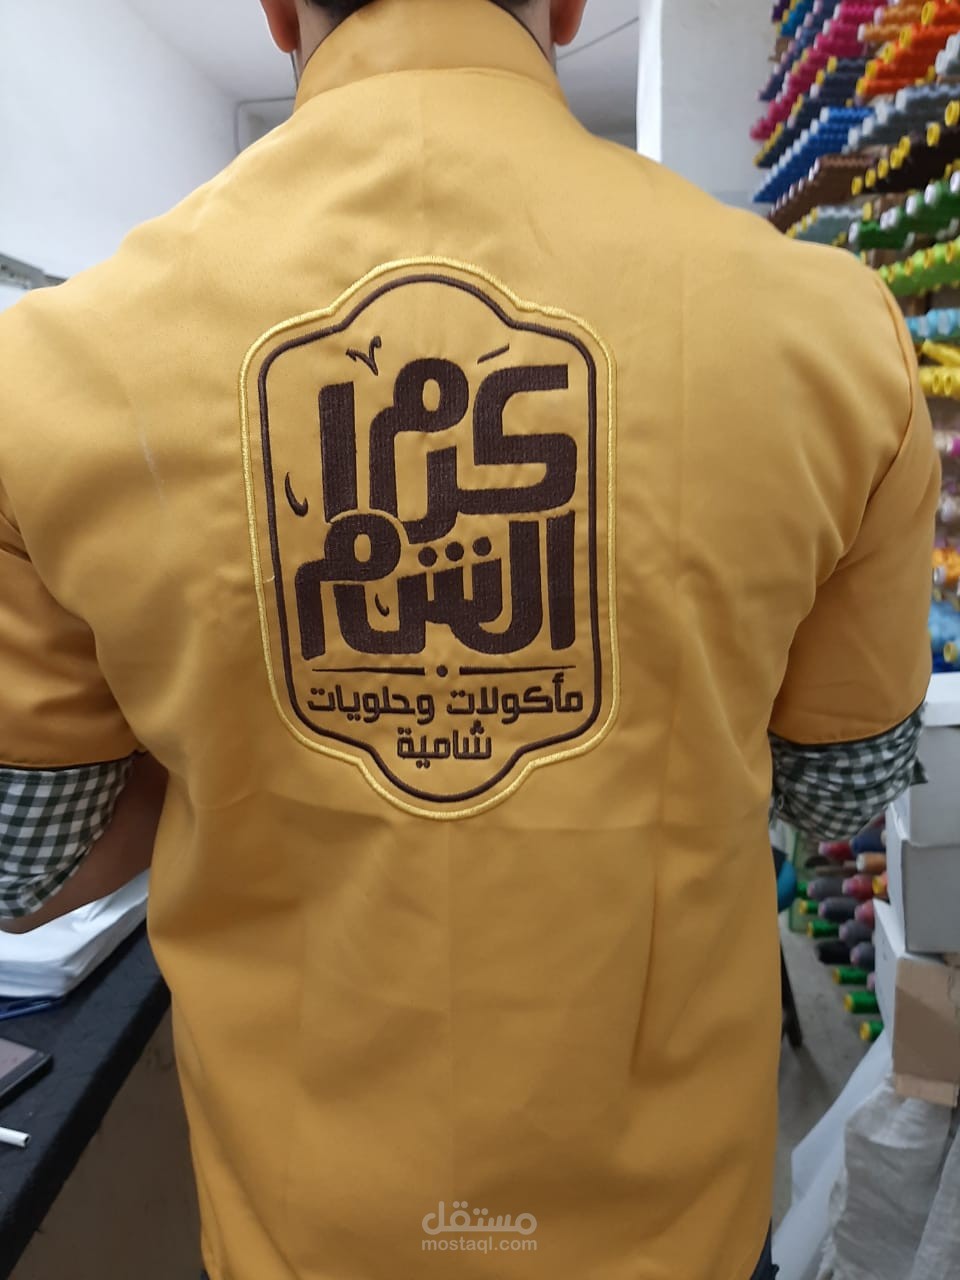 كرم ا
الشام
مأكولات وحلويات
شامية
مستقل
mostaql.com